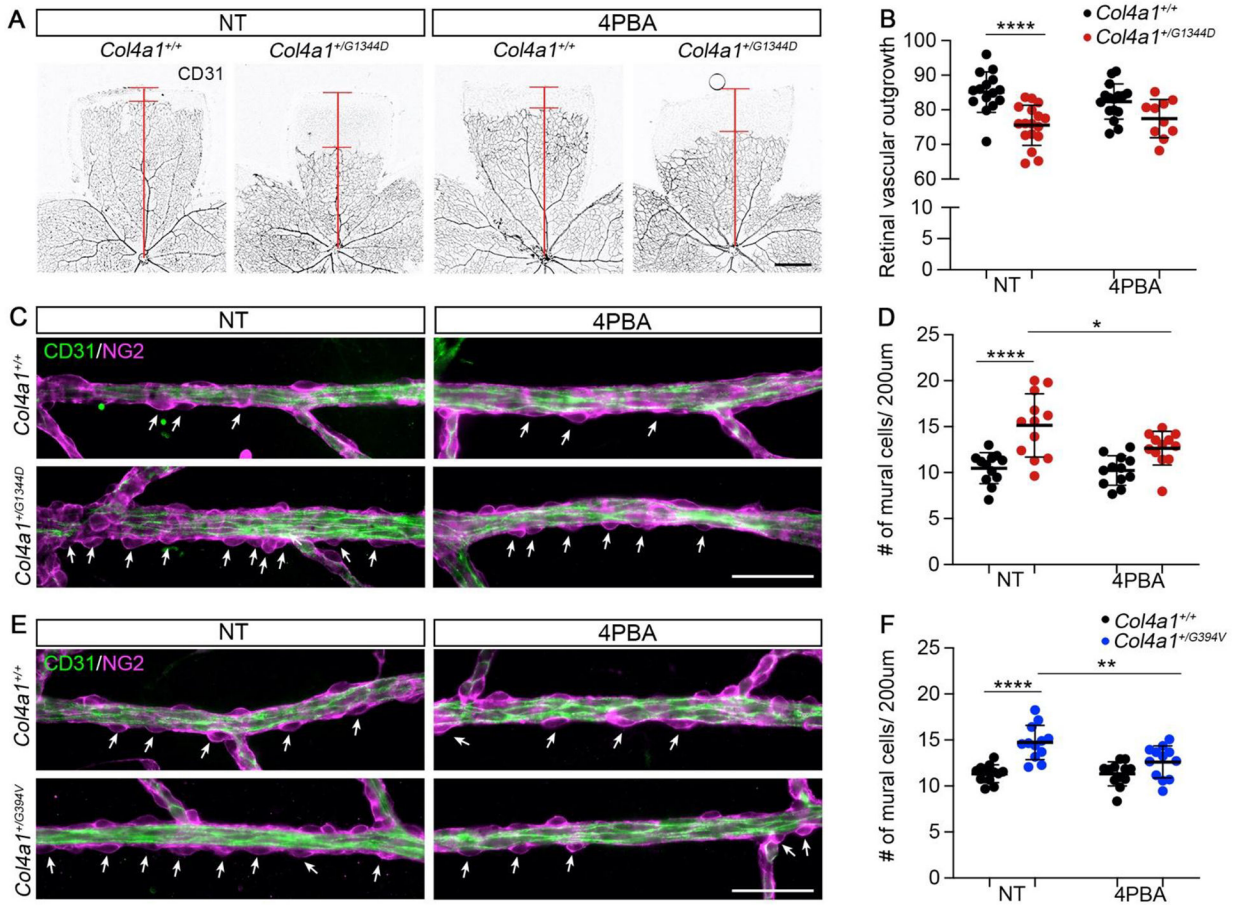 A
NT
4PBA
Col4a1+/+
Col4a1+/G1344D
Col4a1+/+
Col4a1+/G1344D
CD31
B
Col4a1+/+
Col4a1+/G1344D
****
Retinal vascular outgrowth
100
90
80
70
60
10
5
0
NT
4PBA
C
NT
4PBA
CD31/NG2
Col4a1+/+
Col4a1+/G1344D
D
*
****
# of mural cells/ 200um
25
20
15
10
5
0
NT
4PBA
E
NT
4PBA
CD31/NG2
Col4a1+/+
Col4a1+/G394V
F
Col4a1+/+
Col4a1+/G394V
**
****
# of mural cells/ 200um
25
20
15
10
5
0
NT
4PBA